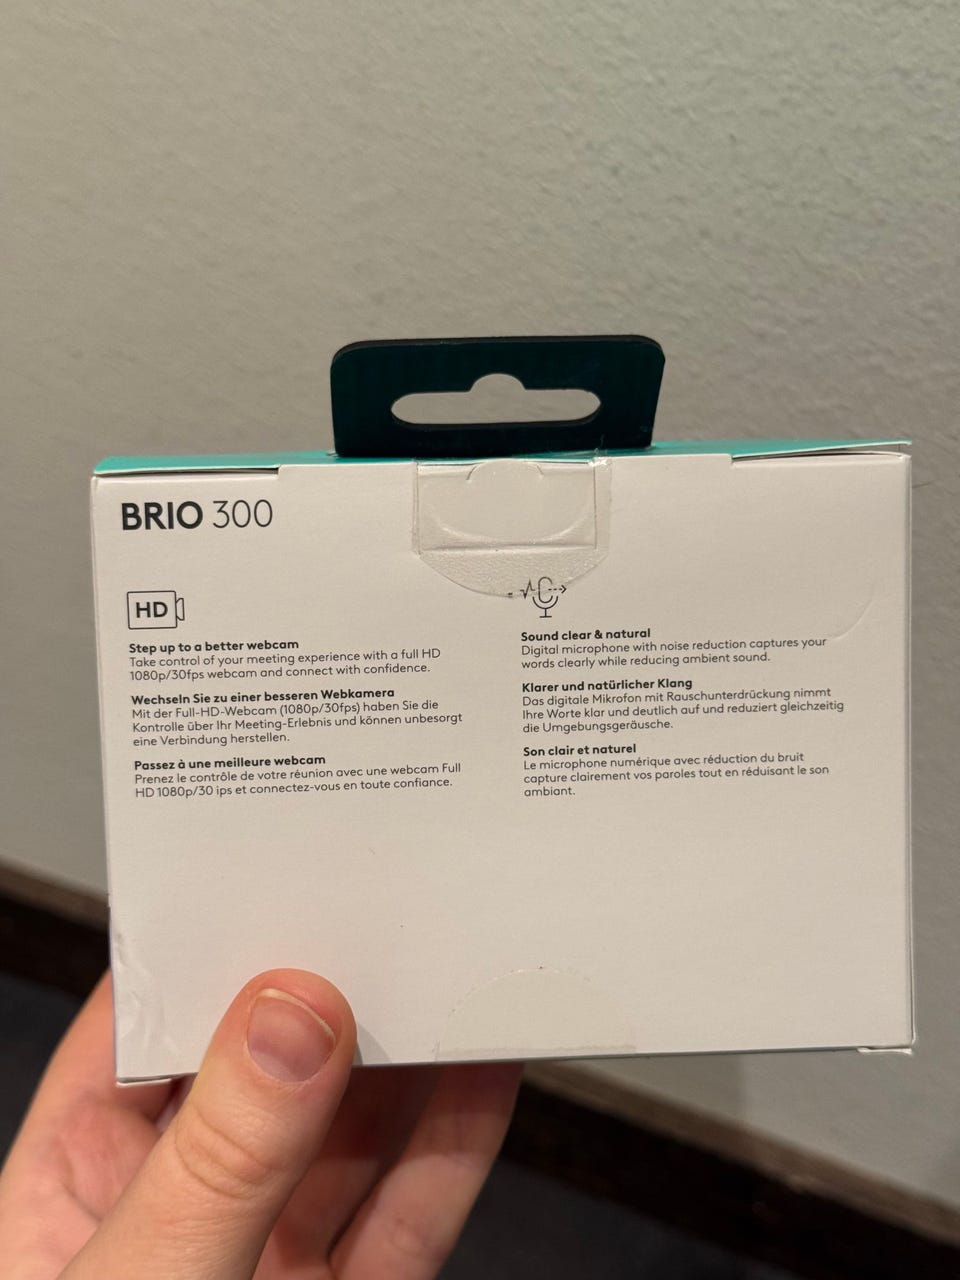 BRIO 300
HD
Step up to a better webcam
Take control of your meeting experience with a full HD
1080p/30fps webcam and connect with confidence.
Wechseln Sie zu einer besseren Webkamera
Mit der Full-HD-Webcam (1080p/30fps) haben Sie die
Kontrolle über Ihr Meeting-Erlebnis und können unbesorgt
eine Verbindung herstellen.
Passez à une meilleure webcam
Prenez le contrôle de votre réunion avec une webcam Full
HD 1080p/30 ips et connectez-vous en toute confiance.
Sound clear & natural
Digital microphone with noise reduction captures your
words clearly while reducing ambient sound.
Klarer und natürlicher Klang
Das digitale Mikrofon mit Rauschunterdrückung nimmt
Ihre Worte klar und deutlich auf und reduziert gleichzeitig
die Umgebungsgeräusche.
Son clair et naturel
Le microphone numérique avec réduction du bruit
capture clairement vos paroles tout en réduisant le son
ambiant.